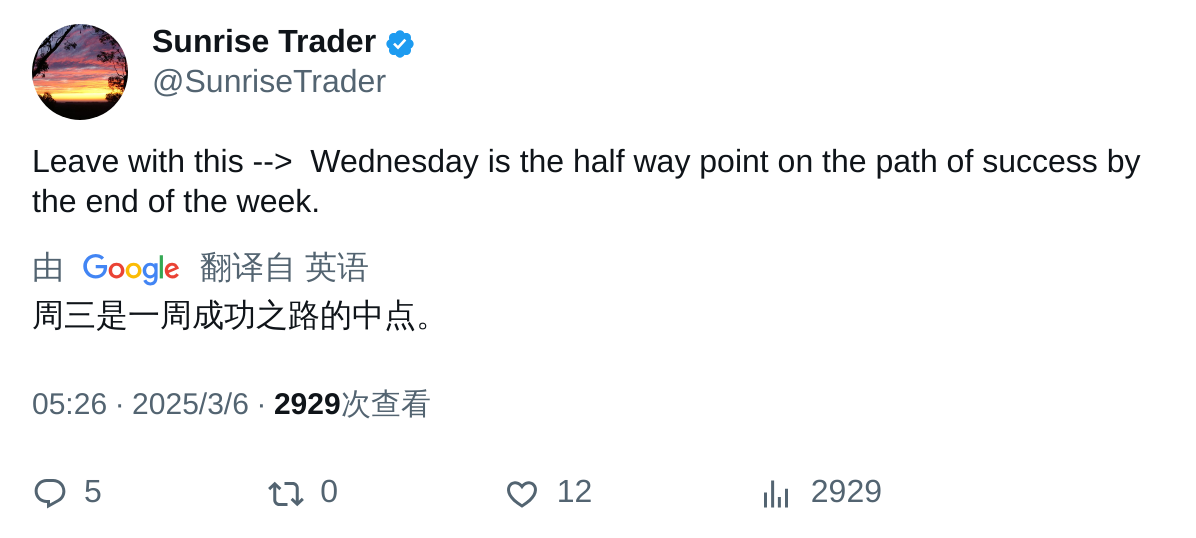 Sunrise Trader
@SunriseTrader
Leave with this -->  Wednesday is the half way point on the path of success by
the end of the week.
由 Google 翻译自 英语
周三是一周成功之路的中点。
05:26 · 2025/3/6 · 2929次查看
5 0 12 2929